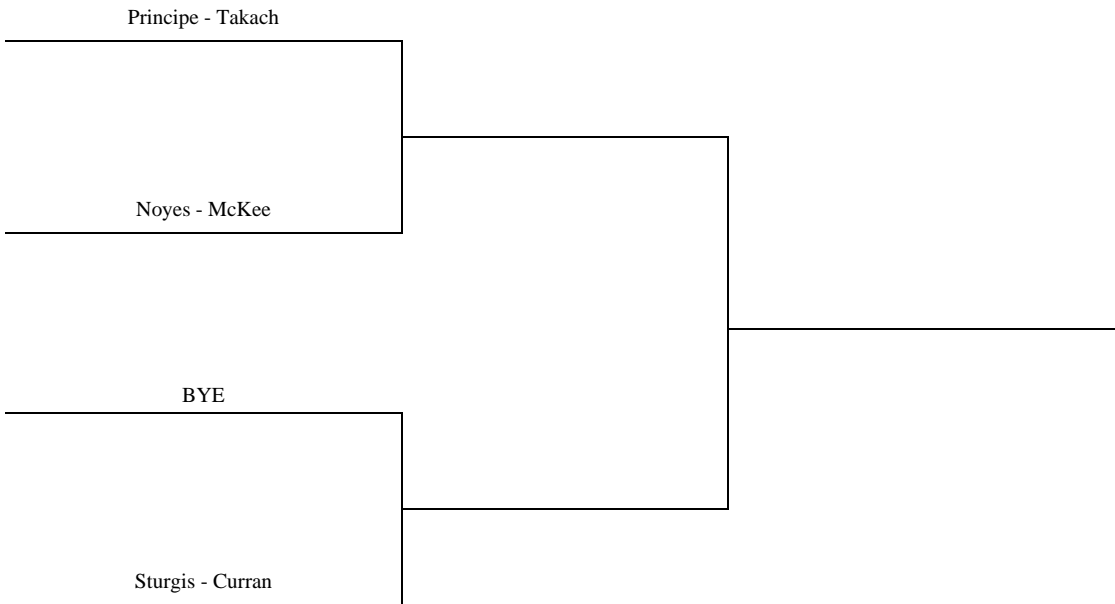 Principe - Takach
Noyes - McKee
BYE
Sturgis - Curran